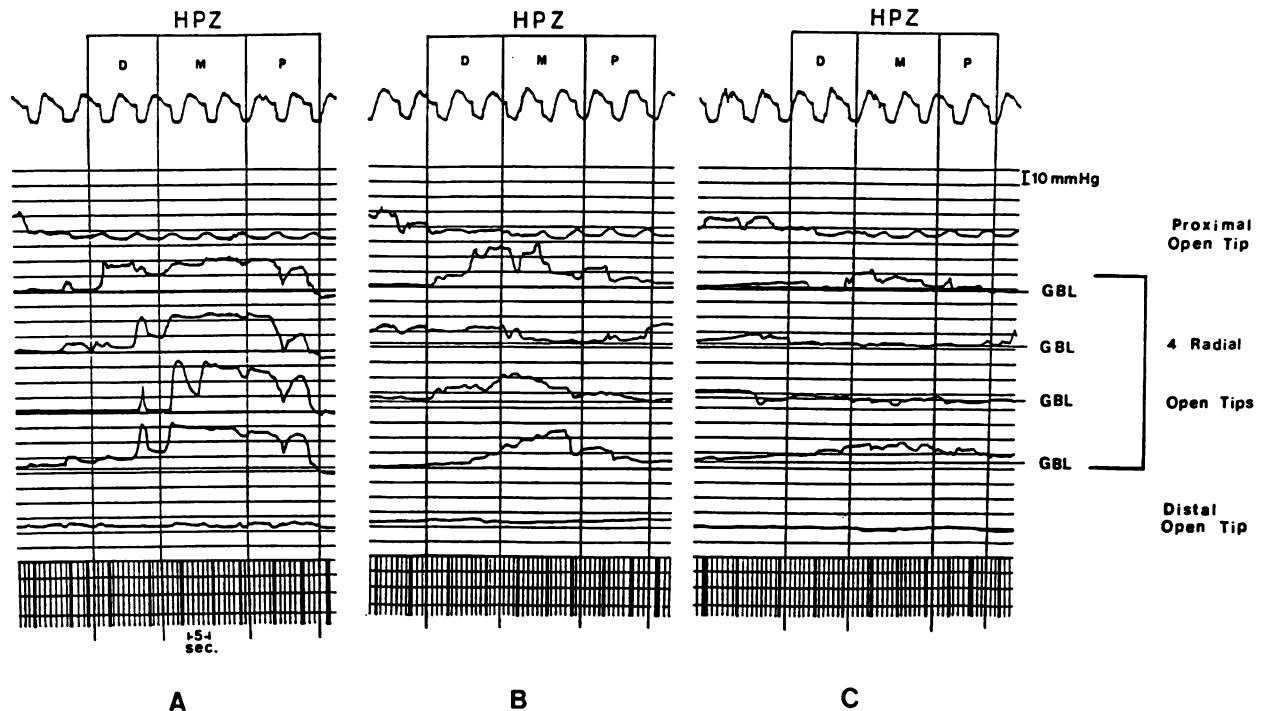 HPZ
D M P
HPZ
D M P
HPZ
D M P
10 mmHg
Proximal
Open Tip
GBL
GBL
4 Radial
GBL
Open Tips
GBL
Distal
Open Tip
5
sec.
A
B
C